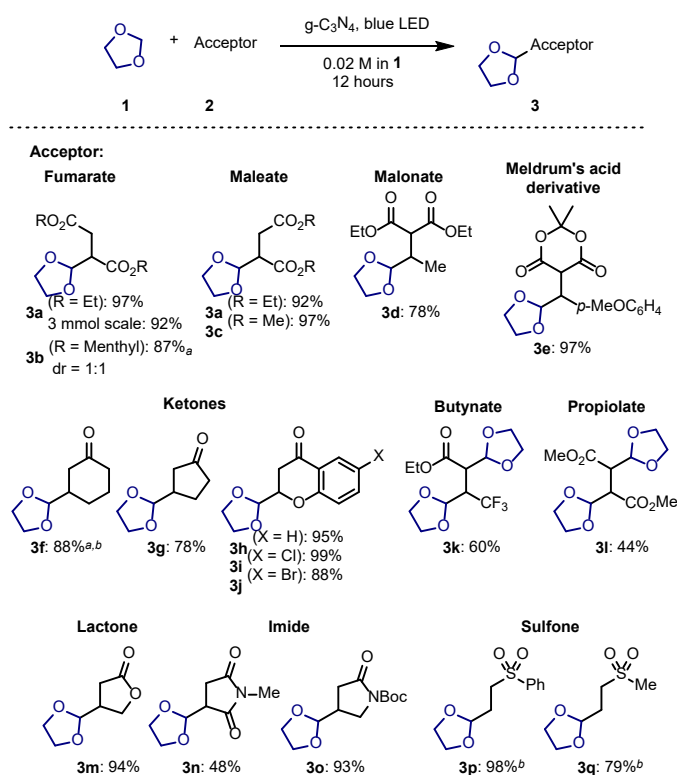 g-C3N4, blue LED
O
O
+ Acceptor
0.02 M in 1
12 hours
O
O
Acceptor
1
2
3
Acceptor:
Fumarate
Maleate
Malonate
Meldrum's acid
derivative
RO2C
CO2R
O
O
3a (R = Et): 97%
3 mmol scale: 92%
3b (R = Menthyl): 87%a
dr = 1:1
CO2R
CO2R
O
O
3a (R = Et): 92%
3c (R = Me): 97%
O
O
EtO
OEt
Me
O
O
3d: 78%
O
O
O
O
p-MeOC6H4
O
O
3e: 97%
Ketones
Butynate
Propiolate
O
O
O
3f: 88%a,b
O
O
O
3g: 78%
O
X
O
O
O
3h (X = H): 95%
3i (X = Cl): 99%
3j (X = Br): 88%
O
EtO
O
O
CF3
O
O
3k: 60%
MeO2C
O
O
CO2Me
O
O
3l: 44%
Lactone
Imide
Sulfone
O
O
O
O
3m: 94%
O
N
Me
O
O
O
3n: 48%
O
NBoc
O
O
3o: 93%
O
O
S
Ph
O
O
3p: 98%b
O
O
S
Me
O
O
3q: 79%b